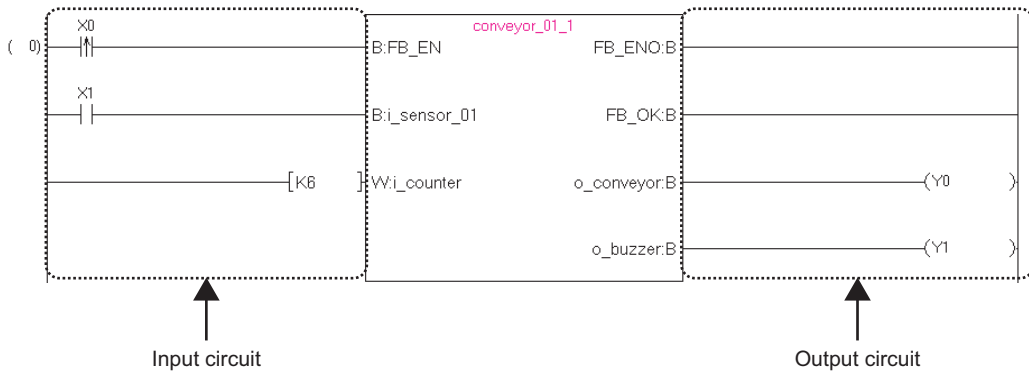 X0
conveyor_01_1
( 0)
B:FB_EN
FB_ENO:B
X1
B:i_sensor_01
FB_OK:B
[K6 ]
W:i_counter
o_conveyor:B
(Y0 )
o_buzzer:B
(Y1 )
Input circuit
Output circuit